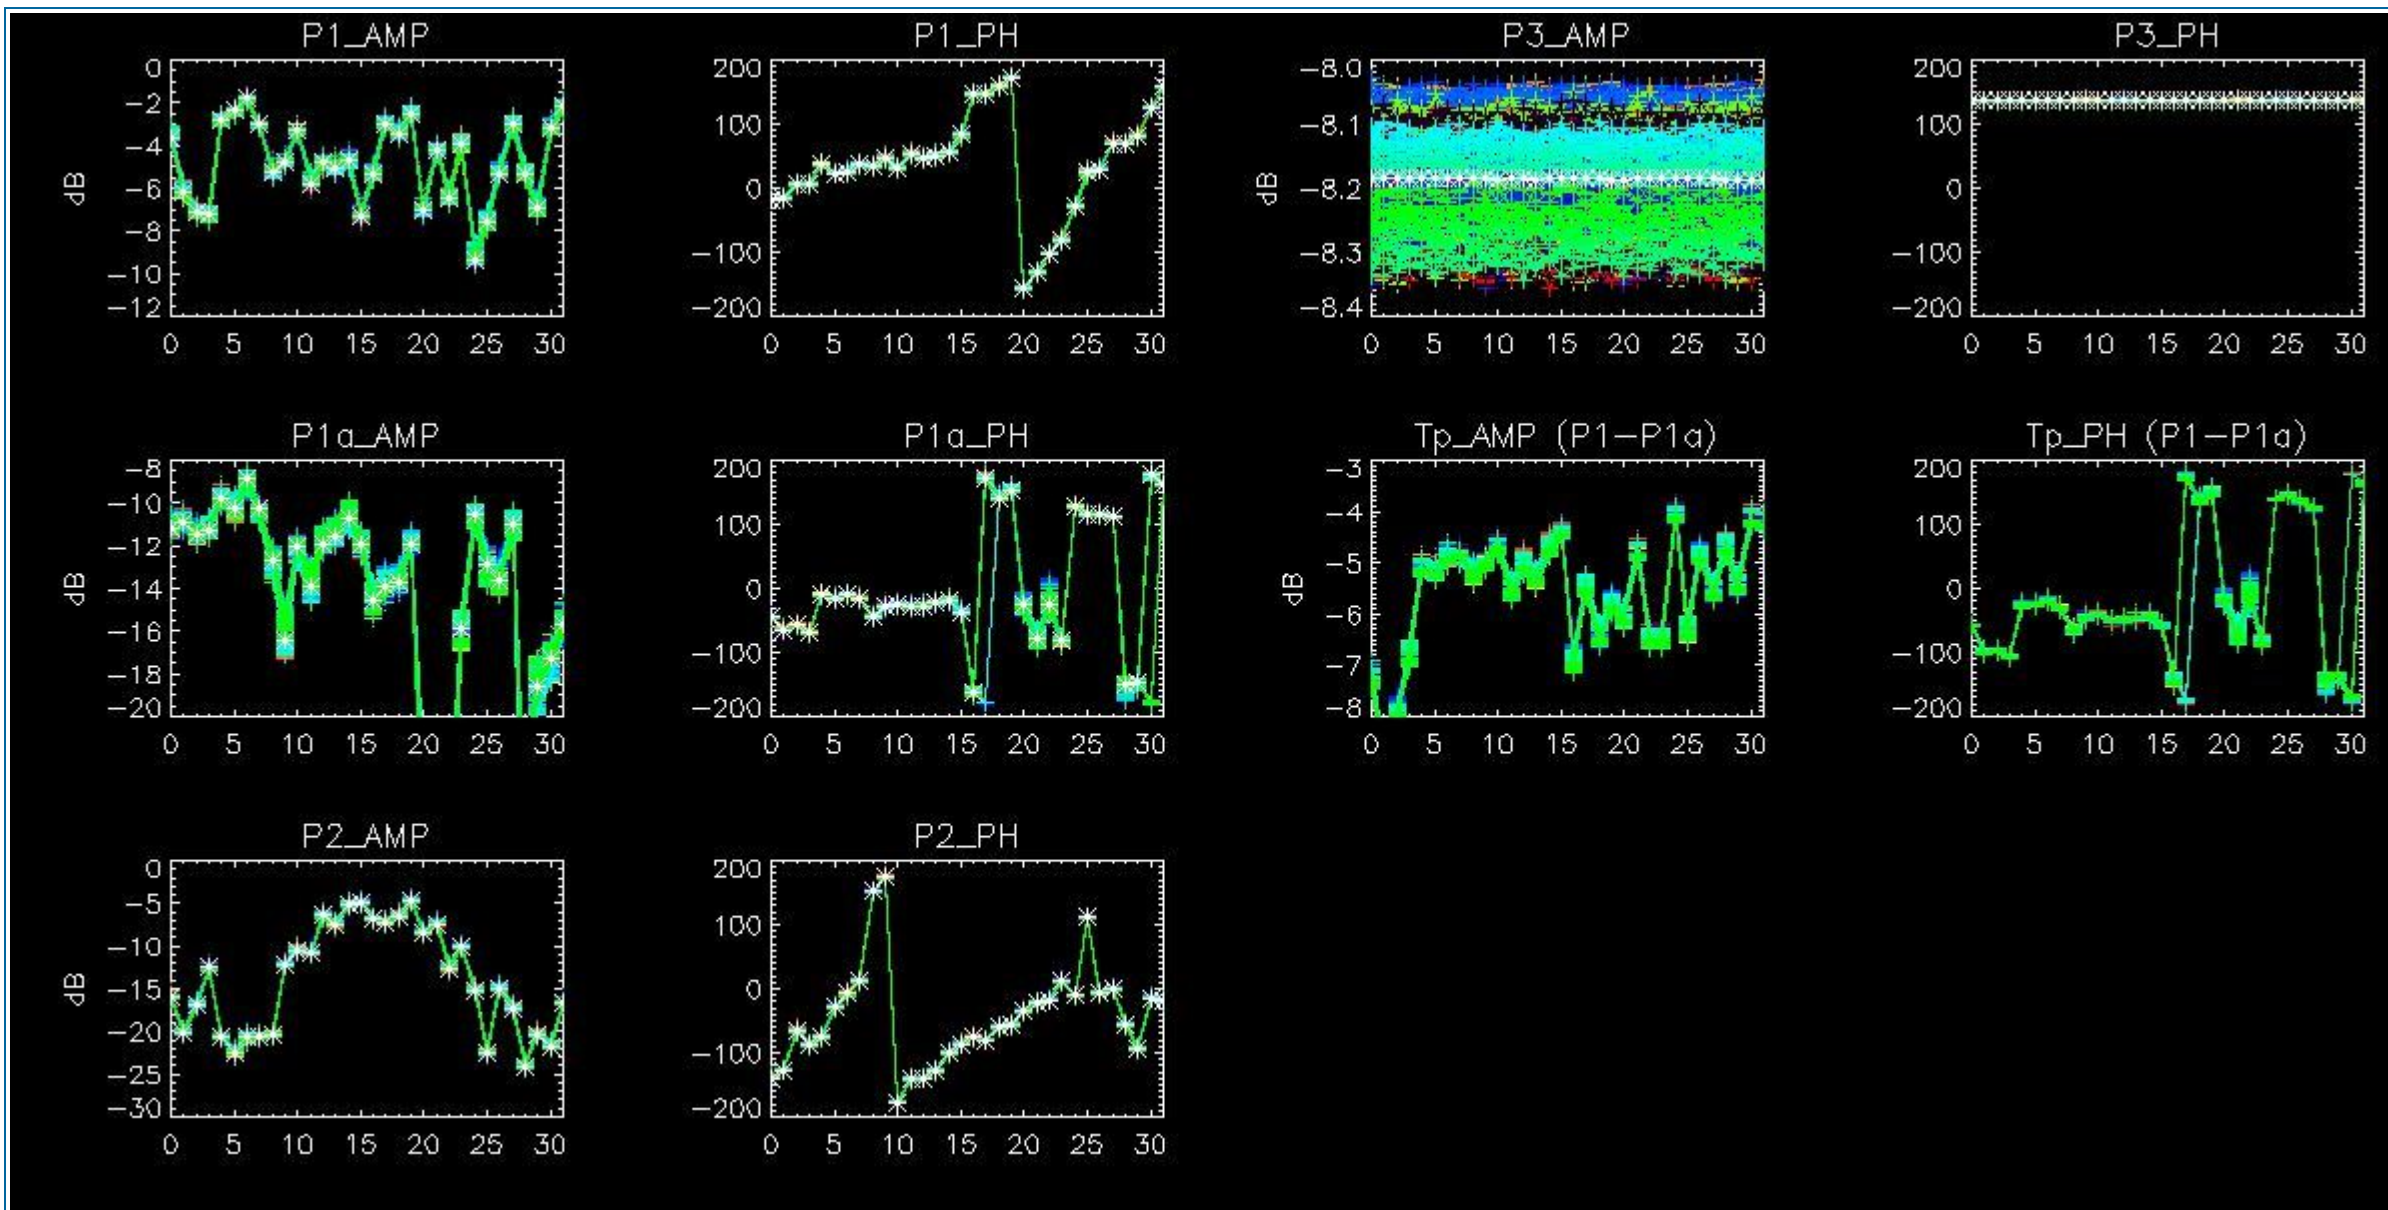 P1_AMP P1_PH P3_AMP P3_PH
0 200 -8.0 200
-2
100 -8.1 100
-4
dB -6 0 dB -8.2 0
-8
-100 -8.3 -100
-10
-12 -200 -8.4 -200
0 5 10 15 20 25 30 0 5 10 15 20 25 30 0 5 10 15 20 25 30 0 5 10 15 20 25 30
P1a_AMP P1a_PH Tp_AMP (P1-P1a) Tp_PH (P1-P1a)
-8 200 -3 200
-10 100 -4 100
-12
dB -14 0 dB -5 0
-6
-16 -100 -100
-18 -7
-20 -200 -8 -200
0 5 10 15 20 25 30 0 5 10 15 20 25 30 0 5 10 15 20 25 30 0 5 10 15 20 25 30
P2_AMP P2_PH
0 200
-5 100
-10
dB -15 0
-20 -100
-25
-30 -200
0 5 10 15 20 25 30 0 5 10 15 20 25 30